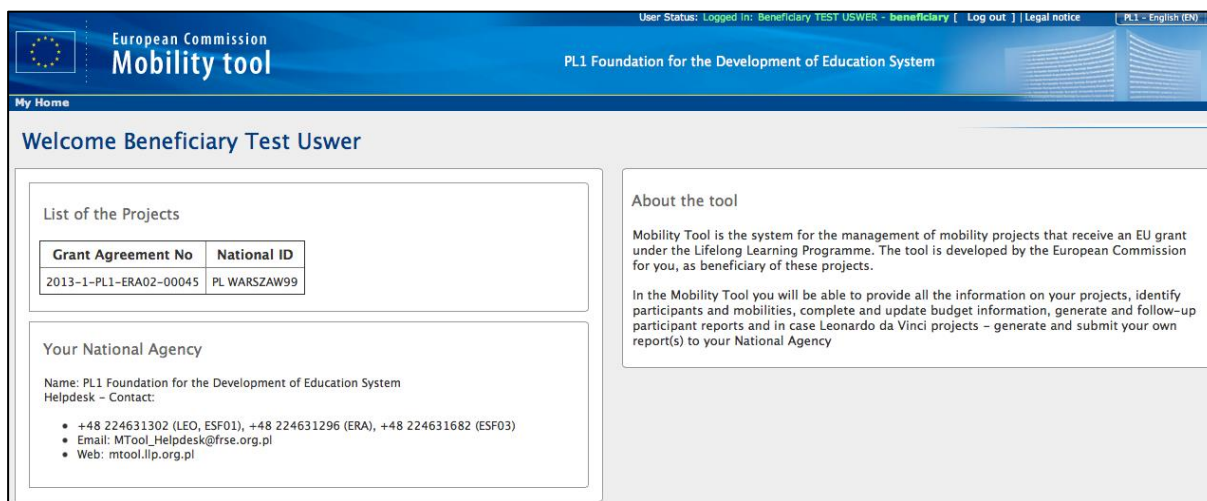 User Status: Logged In: Beneficiary TEST USWER - beneficiary [ Log out ] | Legal notice
PL1 - English (EN)
European Commission
Mobility tool
PL1 Foundation for the Development of Education System
My Home
Welcome Beneficiary Test Uswer
List of the Projects
Grant Agreement No National ID
2013-1-PL1-ERA02-00045 PL WARSZAW99
Your National Agency
Name: PL1 Foundation for the Development of Education System
Helpdesk - Contact:
• +48 224631302 (LEO, ESF01), +48 224631296 (ERA), +48 224631682 (ESF03)
• Email: MTool_Helpdesk@frse.org.pl
• Web: mtool.llp.org.pl
About the tool
Mobility Tool is the system for the management of mobility projects that receive an EU grant
under the Lifelong Learning Programme. The tool is developed by the European Commission
for you, as beneficiary of these projects.
In the Mobility Tool you will be able to provide all the information on your projects, identify
participants and mobilities, complete and update budget information, generate and follow-up
participant reports and in case Leonardo da Vinci projects - generate and submit your own
report(s) to your National Agency